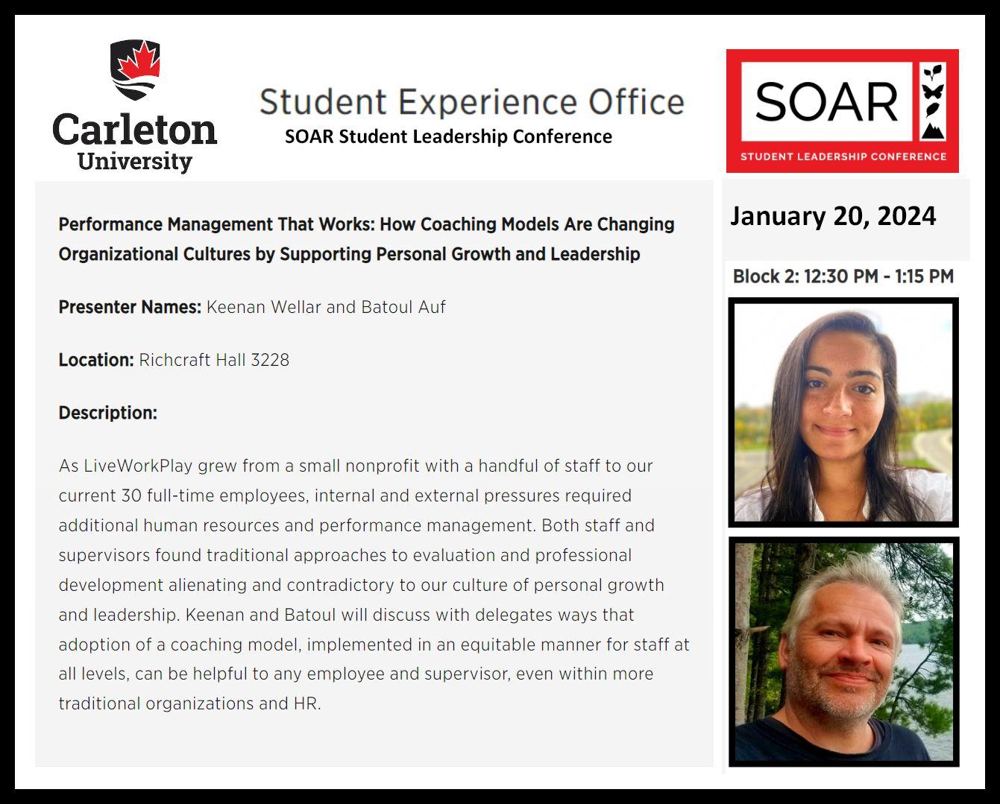 Carleton
University
Student Experience Office
SOAR Student Leadership Conference
SOAR
STUDENT LEADERSHIP CONFERENCE
Performance Management That Works: How Coaching Models Are Changing
Organizational Cultures by Supporting Personal Growth and Leadership
Presenter Names: Keenan Wellar and Batoul Auf
Location: Richcraft Hall 3228
Description:
As LiveWorkPlay grew from a small nonprofit with a handful of staff to our
current 30 full-time employees, internal and external pressures required
additional human resources and performance management. Both staff and
supervisors found traditional approaches to evaluation and professional
development alienating and contradictory to our culture of personal growth
and leadership. Keenan and Batoul will discuss with delegates ways that
adoption of a coaching model, implemented in an equitable manner for staff at
all levels, can be helpful to any employee and supervisor, even within more
traditional organizations and HR.
January 20, 2024
Block 2: 12:30 PM - 1:15 PM